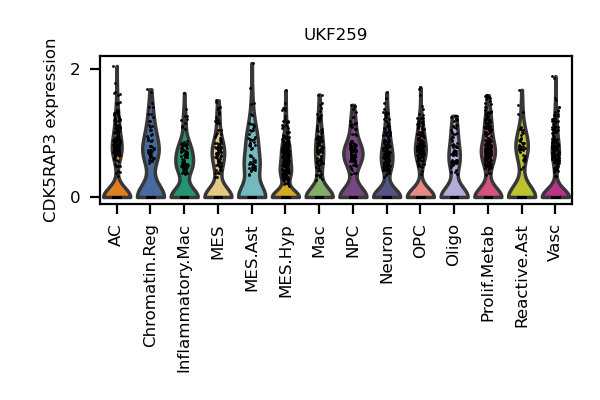 UKF259
CDK5RAP3 expression
2
0
AC
Chromatin.Reg
Inflammatory.Mac
MES
MES.Ast
MES.Hyp
Mac
NPC
Neuron
OPC
Oligo
Prolif.Metab
Reactive.Ast
Vasc